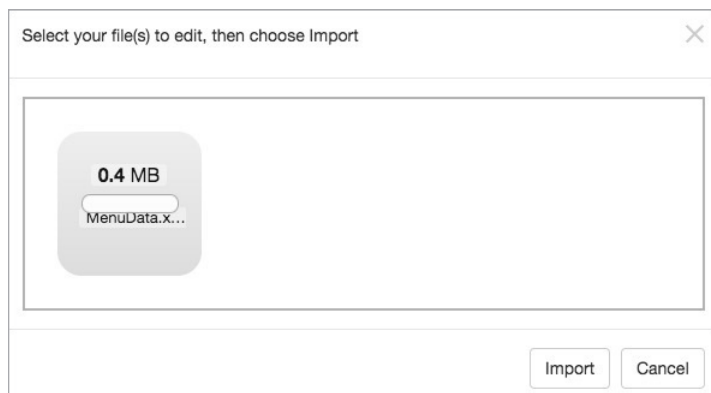 Select your file(s) to edit, then choose Import
0.4 MB
MenuData.x...
Import
Cancel